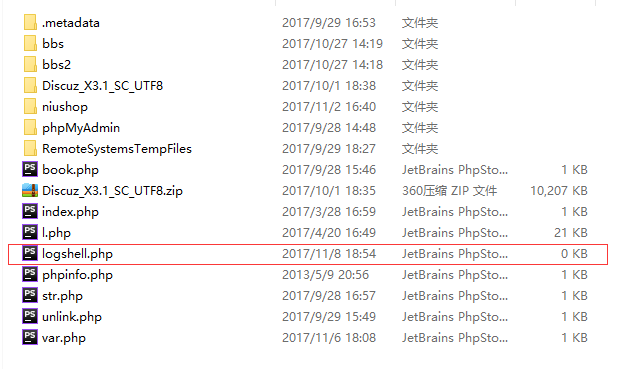 .metadata 2017/9/29 16:53 文件夹
bbs 2017/10/27 14:19 文件夹
bbs2 2017/10/27 14:18 文件夹
Discuz_X3.1_SC_UTF8 2017/10/1 18:38 文件夹
niushop 2017/11/2 16:40 文件夹
phpMyAdmin 2017/9/28 14:48 文件夹
RemoteSystemsTempFiles 2017/9/29 18:27 文件夹
book.php 2017/9/28 15:46 JetBrains PhpSto... 1 KB
Discuz_X3.1_SC_UTF8.zip 2017/10/1 18:35 360压缩 ZIP 文件 10,207 KB
index.php 2017/3/28 16:59 JetBrains PhpSto... 1 KB
l.php 2017/4/20 16:49 JetBrains PhpSto... 21 KB
logshell.php 2017/11/8 18:54 JetBrains PhpSto... 0 KB
phpinfo.php 2013/5/9 20:56 JetBrains PhpSto... 1 KB
str.php 2017/9/28 16:57 JetBrains PhpSto... 1 KB
unlink.php 2017/9/29 15:49 JetBrains PhpSto... 1 KB
var.php 2017/11/6 18:08 JetBrains PhpSto... 1 KB